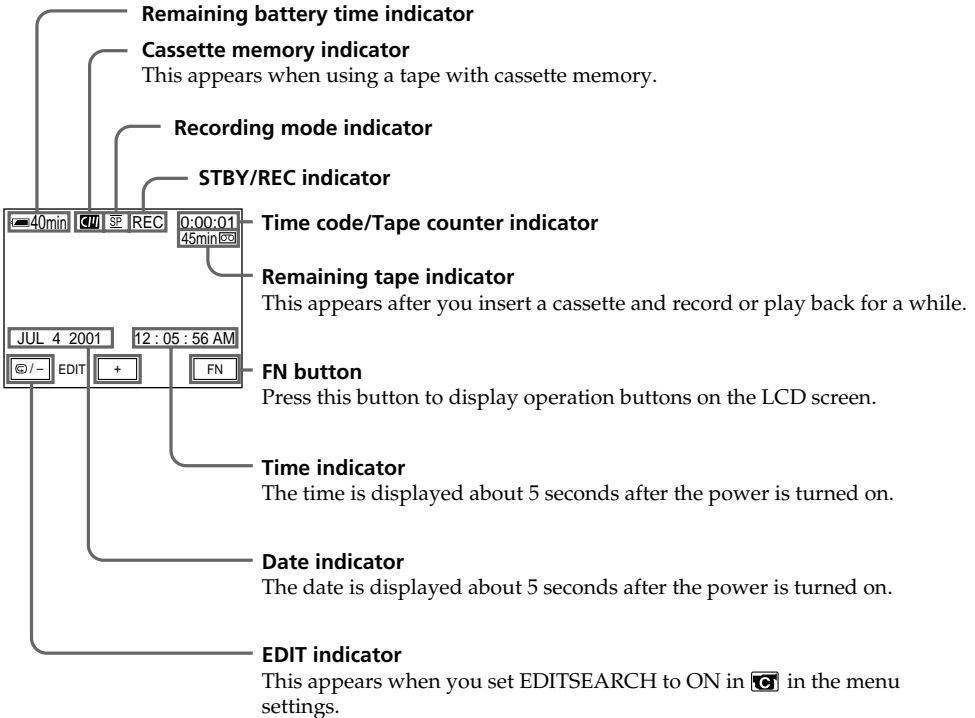 Remaining battery time indicator
Cassette memory indicator
This appears when using a tape with cassette memory.
Recording mode indicator
STBY/REC indicator
40min SP REC 0:00:01
45min
Time code/Tape counter indicator
Remaining tape indicator
This appears after you insert a cassette and record or play back for a while.
JUL 4 2001 12 : 05 : 56 AM
©/– EDIT + FN
FN button
Press this button to display operation buttons on the LCD screen.
Time indicator
The time is displayed about 5 seconds after the power is turned on.
Date indicator
The date is displayed about 5 seconds after the power is turned on.
EDIT indicator
This appears when you set EDITSEARCH to ON in in the menu
settings.